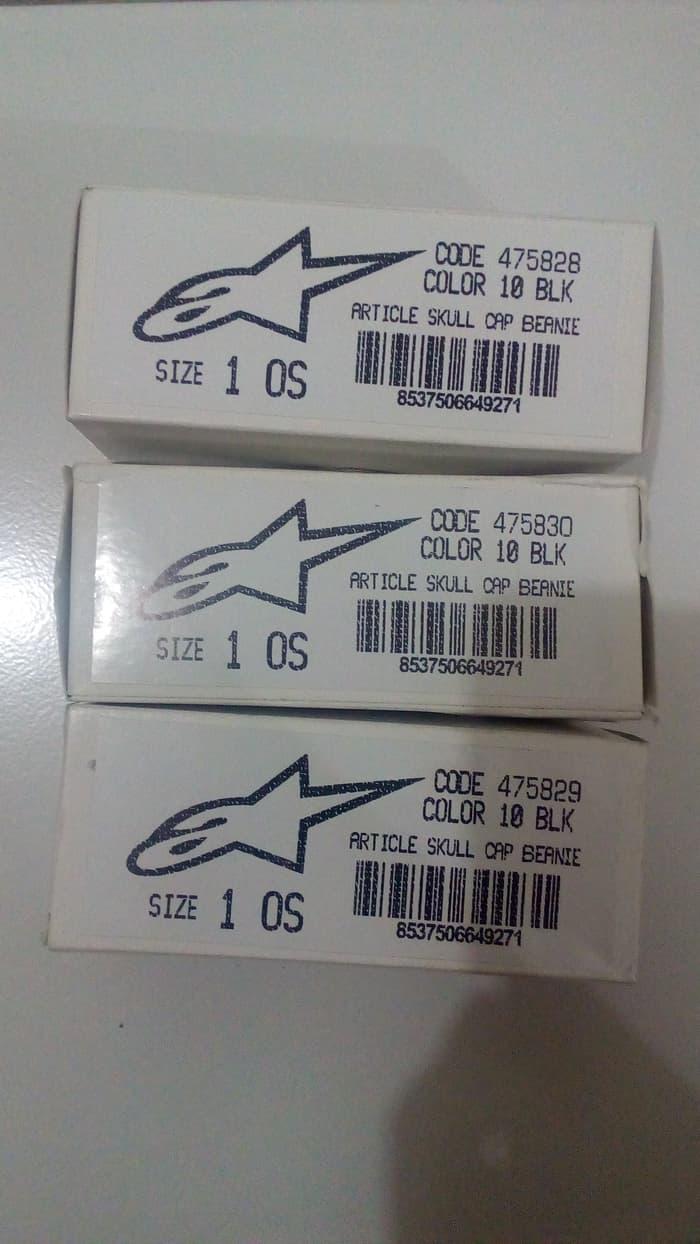 CODE 475828
COLOR 10 BLK
ARTICLE SKULL CAP BEANIE
SIZE 1 OS
8537506649271
CODE 475830
COLOR 10 BLK
ARTICLE SKULL CAP BEANIE
SIZE 1 OS
8537506649271
CODE 475829
COLOR 10 BLK
ARTICLE SKULL CAP BEANIE
SIZE 1 OS
8537506649271